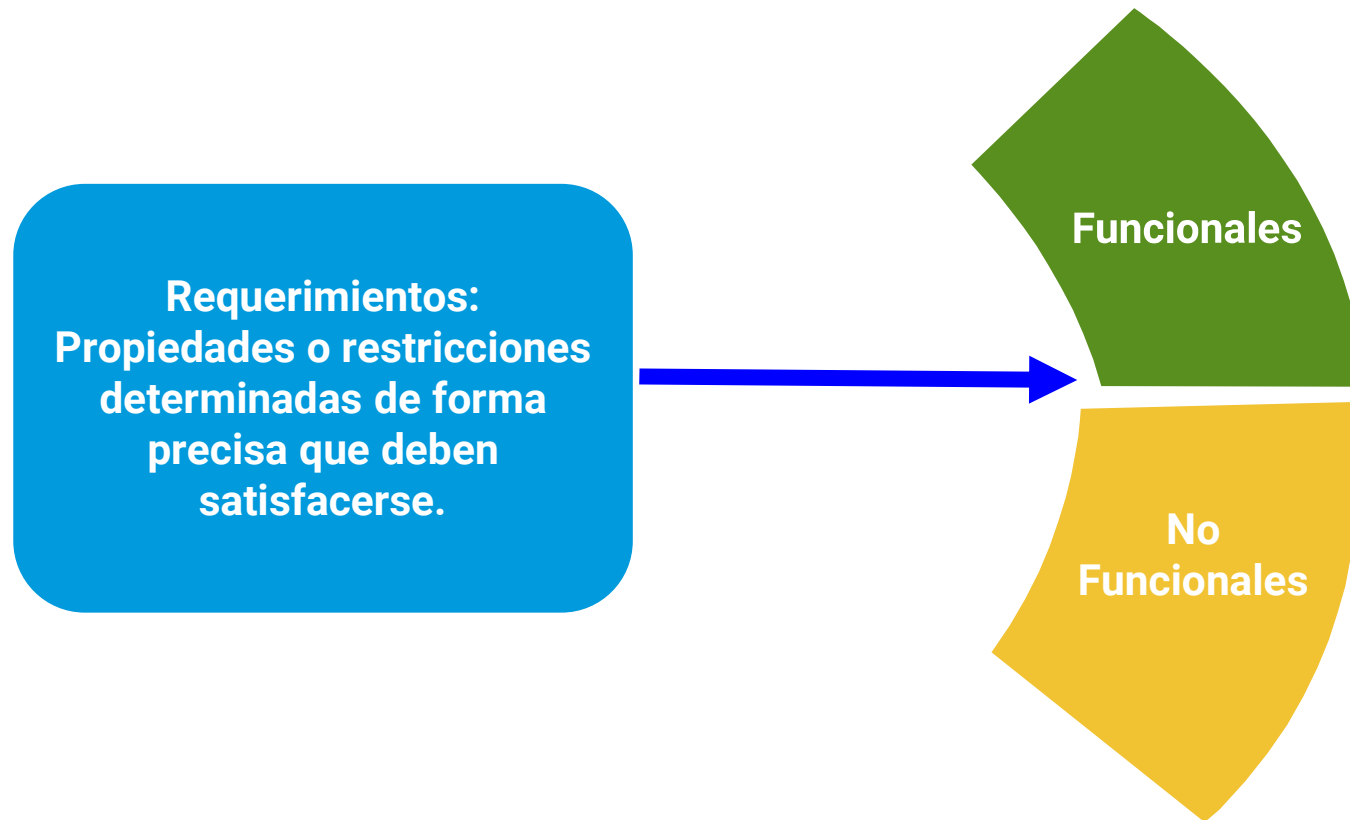 Requerimientos:
Propiedades o restricciones
determinadas de forma
precisa que deben
satisfacerse.
Funcionales
No
Funcionales